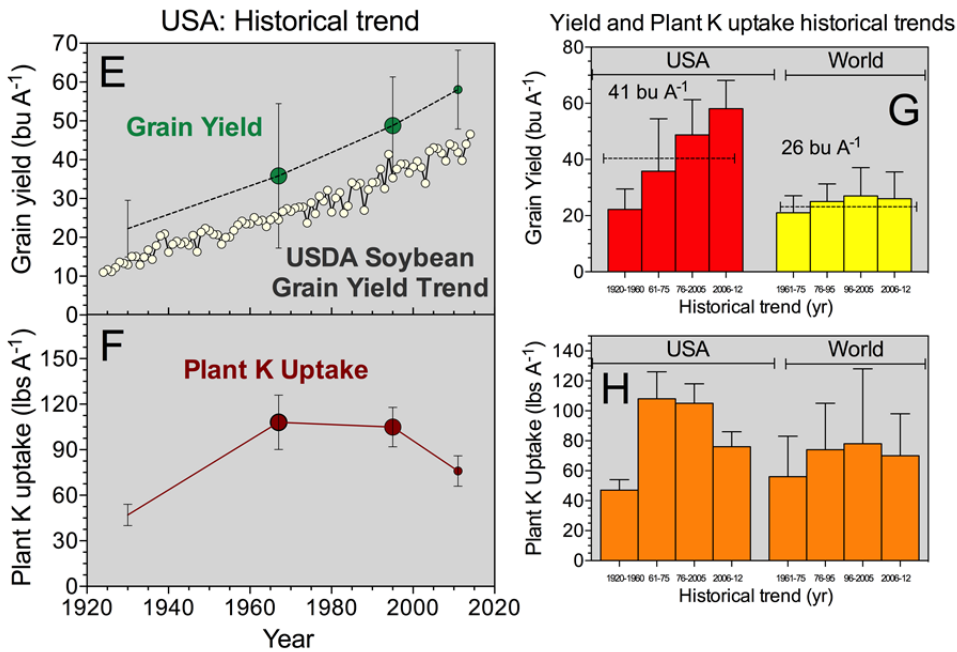 USA: Historical trend
E
Grain yield (bu A⁻¹)
70
60
50
40
30
20
10
0
Grain Yield
USDA Soybean
Grain Yield Trend
F
Plant K uptake (lbs A⁻¹)
150
120
90
60
30
0
Plant K Uptake
1920 1940 1960 1980 2000 2020
Year
Yield and Plant K uptake historical trends
G
Grain Yield (bu A⁻¹)
80
60
40
20
0
USA
World
41 bu A⁻¹
26 bu A⁻¹
1920-1960 61-75 76-2005 2006-12 1961-75 76-95 96-2005 2006-12
Historical trend (yr)
H
Plant K Uptake (lbs A⁻¹)
140
120
100
80
60
40
20
0
USA
World
1920-1960 61-75 76-2005 2006-12 1961-75 76-95 96-2005 2006-12
Historical trend (yr)